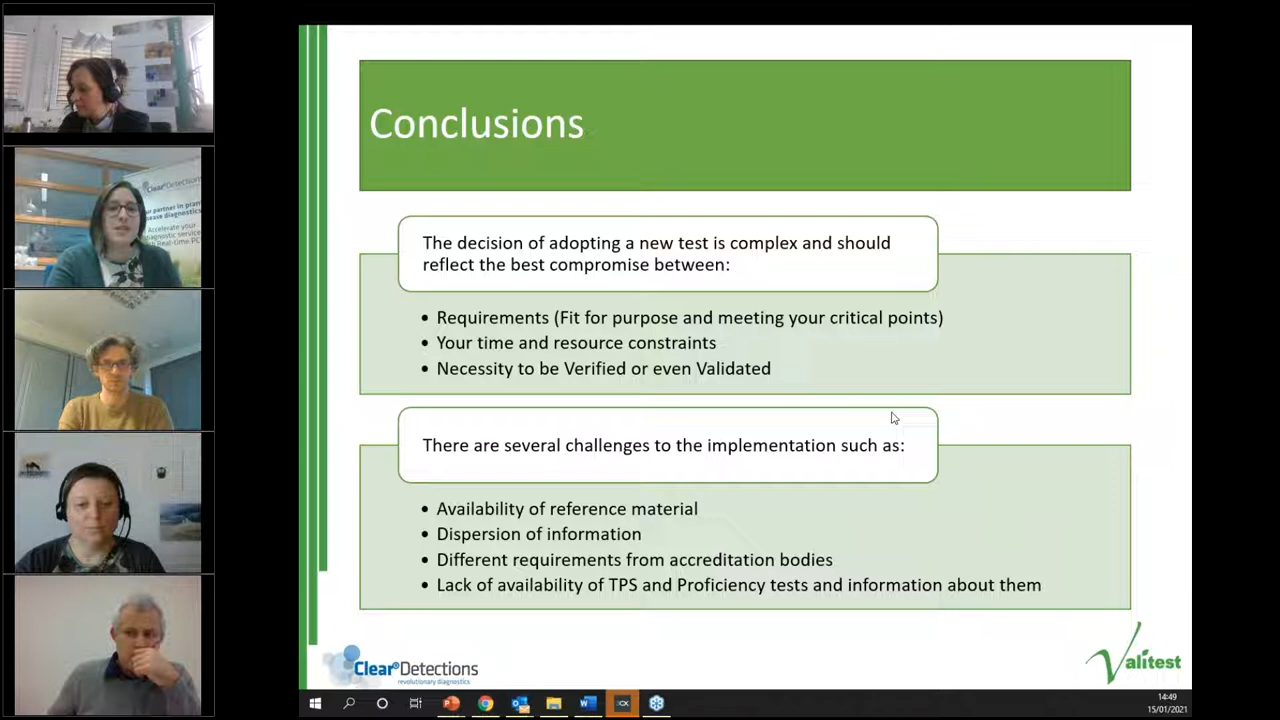 Conclusions
The decision of adopting a new test is complex and should
reflect the best compromise between:
• Requirements (Fit for purpose and meeting your critical points)
• Your time and resource constraints
• Necessity to be Verified or even Validated
There are several challenges to the implementation such as:
• Availability of reference material
• Dispersion of information
• Different requirements from accreditation bodies
• Lack of availability of TPS and Proficiency tests and information about them
Clear®Detections
revolutionary diagnostics
Valitest
14:49
15/01/2021
Clear®Detections
Accelerate your